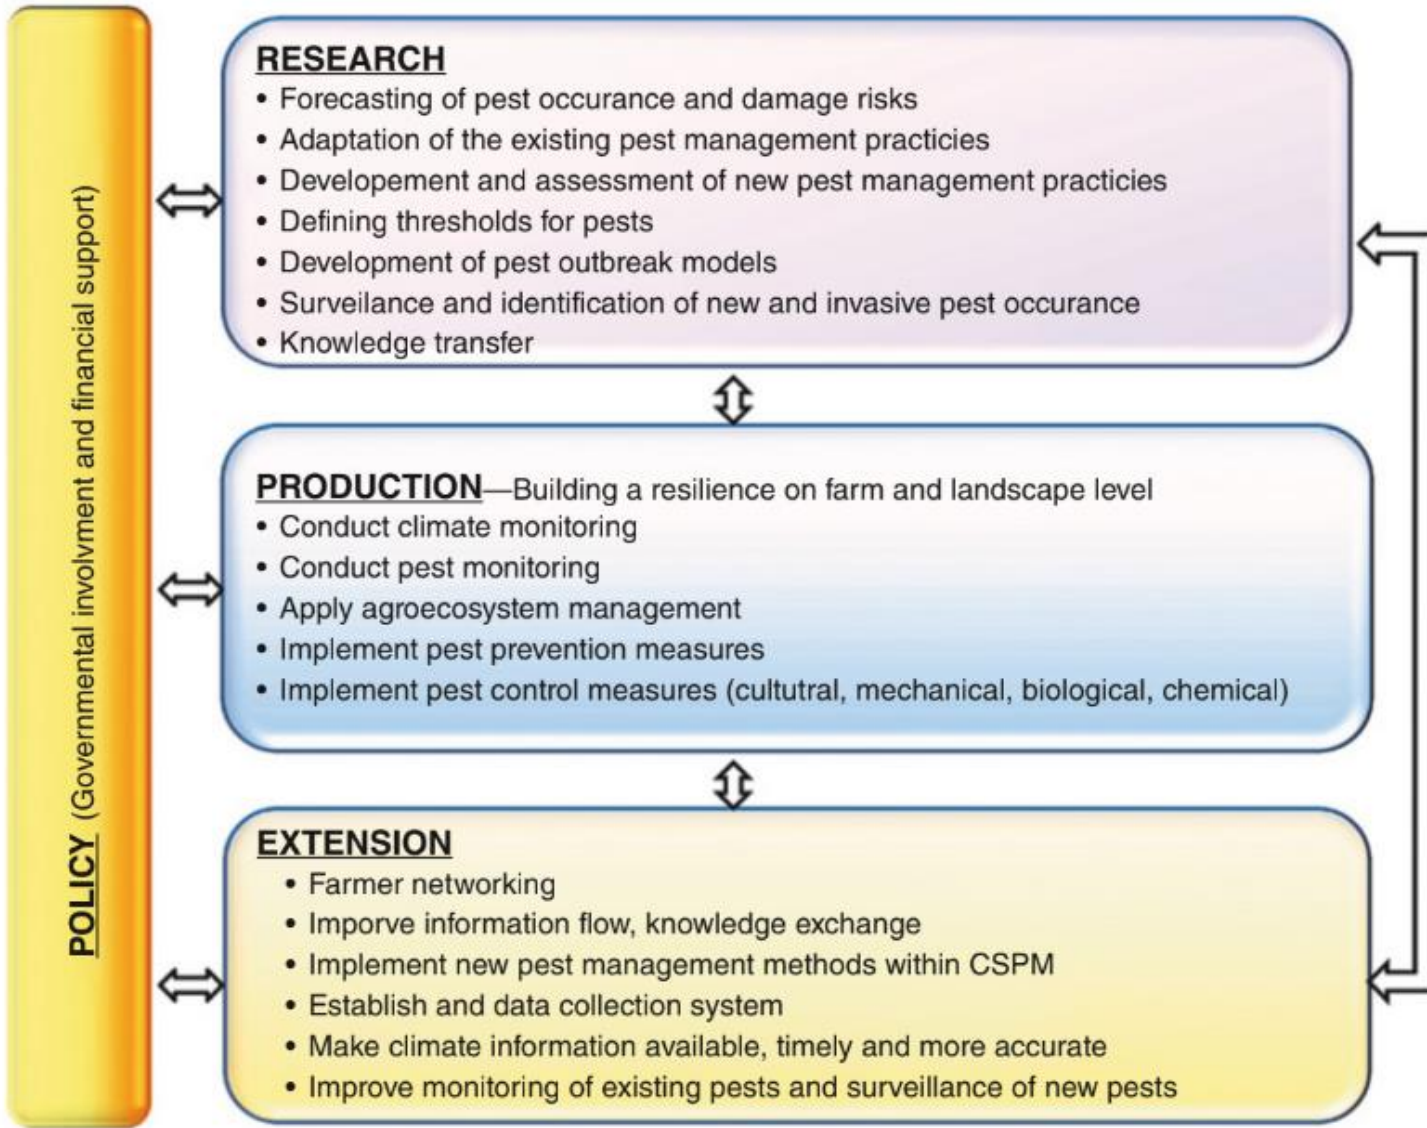 POLICY (Governmental involvment and financial support)
RESEARCH
• Forecasting of pest occurance and damage risks
• Adaptation of the existing pest management practicies
• Developement and assessment of new pest management practicies
• Defining thresholds for pests
• Development of pest outbreak models
• Surveilance and identification of new and invasive pest occurance
• Knowledge transfer
PRODUCTION—Building a resilience on farm and landscape level
• Conduct climate monitoring
• Conduct pest monitoring
• Apply agroecosystem management
• Implement pest prevention measures
• Implement pest control measures (cultutral, mechanical, biological, chemical)
EXTENSION
• Farmer networking
• Imporve information flow, knowledge exchange
• Implement new pest management methods within CSPM
• Establish and data collection system
• Make climate information available, timely and more accurate
• Improve monitoring of existing pests and surveillance of new pests